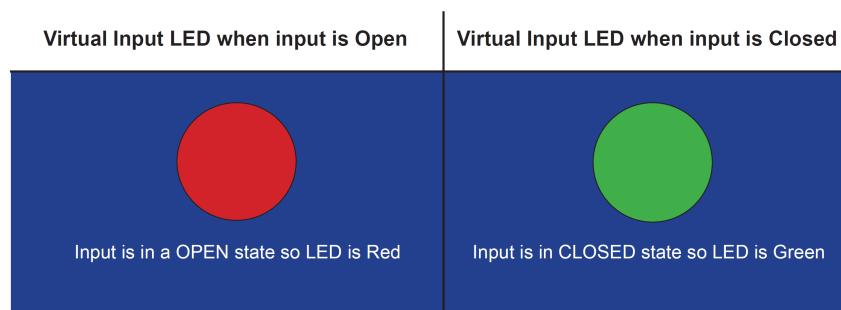 Virtual Input LED when input is Open
Virtual Input LED when input is Closed
Input is in a OPEN state so LED is Red
Input is in CLOSED state so LED is Green